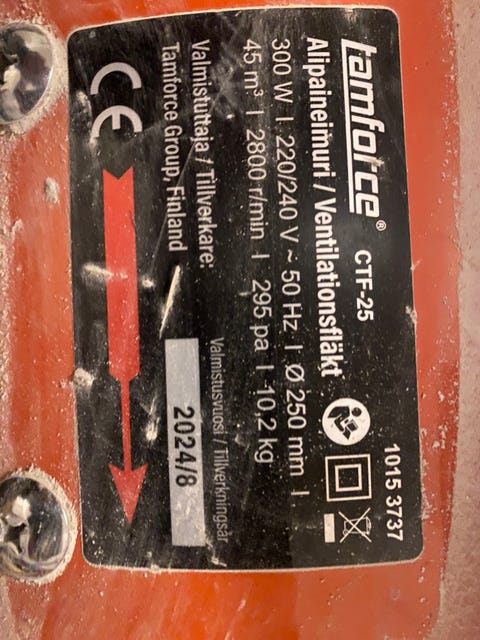 tamforce® CTF-25
1015 3737
Alipaineimuri / Ventilationsfläkt
300 W | 220/240 V ~ 50 Hz | Ø 250 mm |
45 m³ | 2800 r/min | 295 pa | 10,2 kg
Valmistuttaja / Tillverkare:
Tamforce Group, Finland
Valmistusvuosi / Tillverkningsår
2024/8
CE